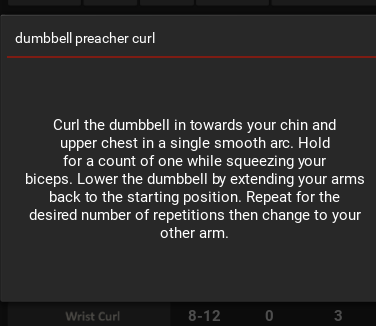 dumbbell preacher curl
Curl the dumbbell in towards your chin and
upper chest in a single smooth arc. Hold
for a count of one while squeezing your
biceps. Lower the dumbbell by extending your arms
back to the starting position. Repeat for the
desired number of repetitions then change to your
other arm.
Wrist Curl 8-12 0 3